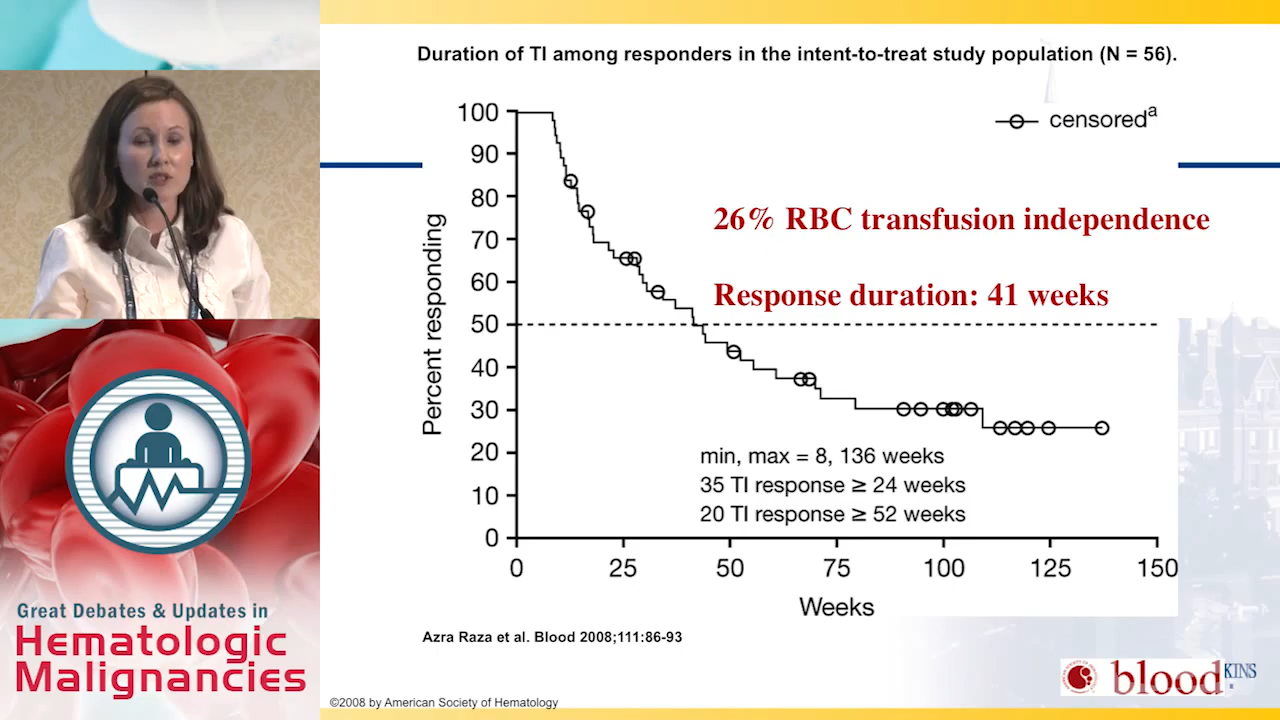 Duration of TI among responders in the intent-to-treat study population (N = 56).
censoredᵃ
26% RBC transfusion independence
Response duration: 41 weeks
Percent responding
100
90
80
70
60
50
40
30
20
10
0
min, max = 8, 136 weeks
35 TI response ≥ 24 weeks
20 TI response ≥ 52 weeks
0 25 50 75 100 125 150
Weeks
Azra Raza et al. Blood 2008;111:86-93
©2008 by American Society of Hematology
blood
KINS
Great Debates & Updates in
Hematologic
Malignancies